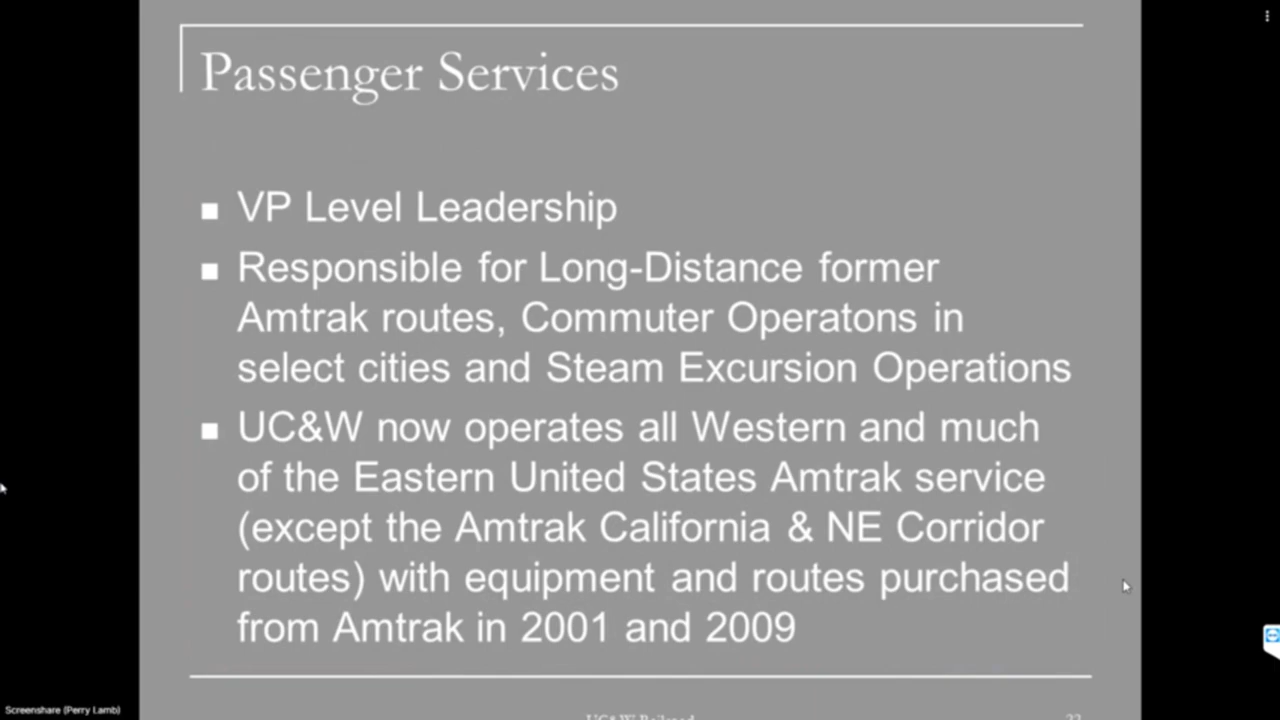 Passenger Services
VP Level Leadership
Responsible for Long-Distance former
Amtrak routes, Commuter Operatons in
select cities and Steam Excursion Operations
UC&W now operates all Western and much
of the Eastern United States Amtrak service
(except the Amtrak California & NE Corridor
routes) with equipment and routes purchased
from Amtrak in 2001 and 2009
UC&W Railroad
Screenshare (Perry Lamb)